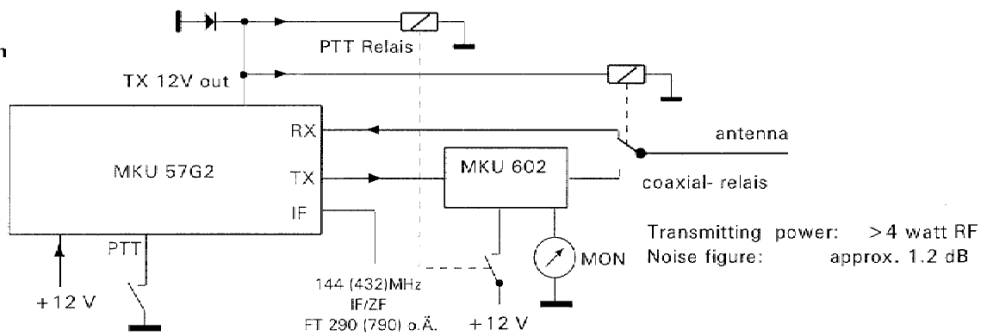 n
PTT Relais
TX 12V out
RX
antenna
MKU 57G2
TX
MKU 602
coaxial- relais
IF
Transmitting power: >4 watt RF
PTT
MON
Noise figure: approx. 1.2 dB
+12 V
144 (432)MHz
IF/ZF
FT 290 (790) o.Ä.
+12 V